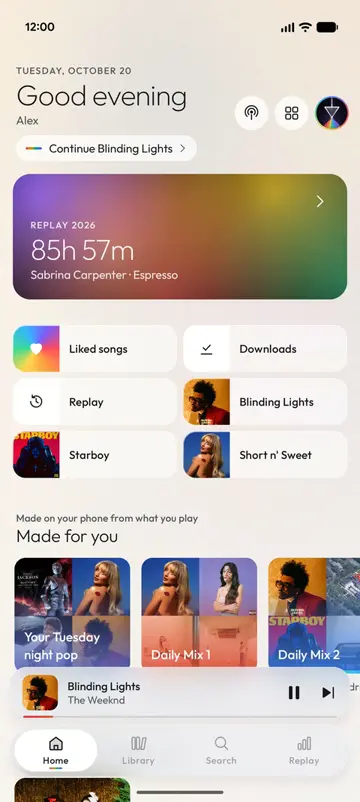 12:00
TUESDAY, OCTOBER 20
Good evening
Alex
Continue Blinding Lights
REPLAY 2026
85h 57m
Sabrina Carpenter · Espresso
Liked songs
Downloads
Replay
Blinding Lights
STARBOY
Starboy
Short n' Sweet
Made on your phone from what you play
Made for you
JACKSON
STARBOY
Your Tuesday
night pop
Daily Mix 1
Daily Mix 2
Blinding Lights
The Weeknd
Home
Library
Search
Replay